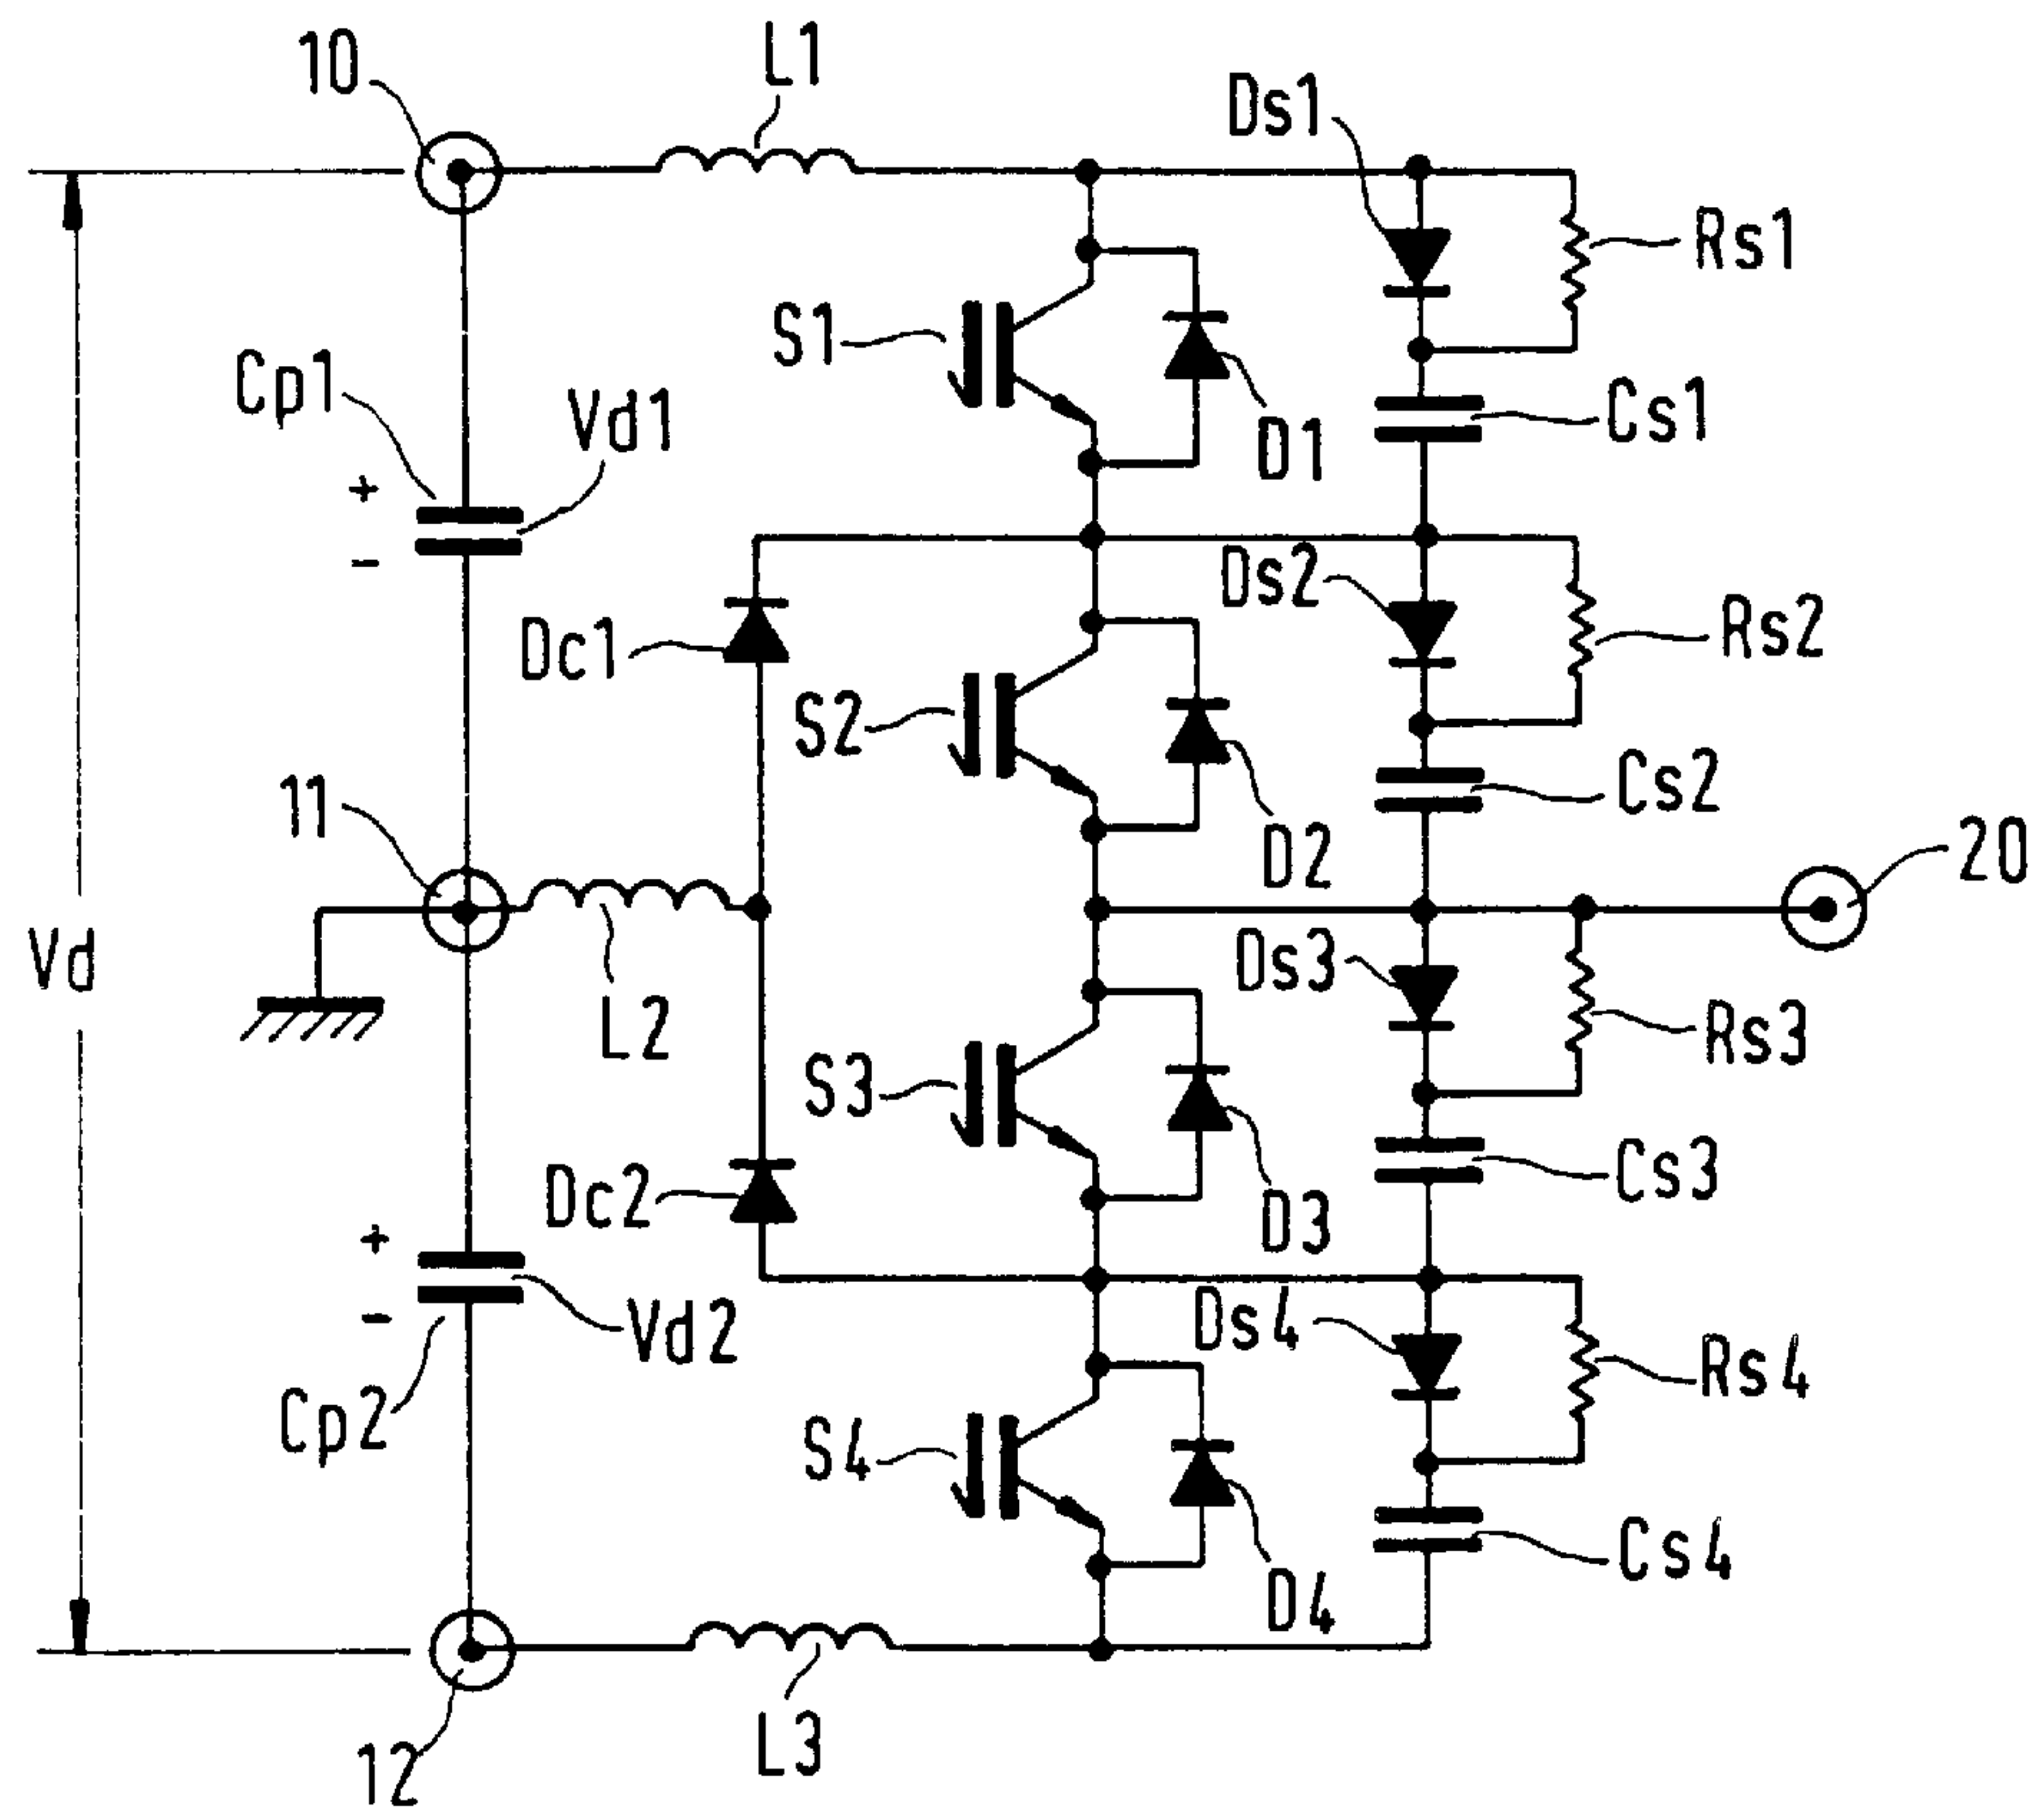 10
L1
Ds1
Rs1
S1
Cp1
Vd1
+
-
D1
Cs1
Ds2
Rs2
Dc1
S2
Cs2
11
D2
20
Vd
Ds3
L2
Rs3
S3
Dc2
Cs3
D3
+
-
Vd2
Ds4
Rs4
Cp2
S4
Cs4
D4
L3
12